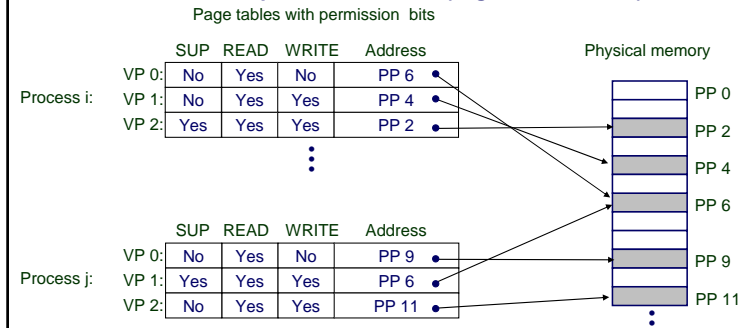 Page tables with permission bits
SUP READ WRITE Address
Physical memory
Process i:
VP 0: No Yes No PP 6
VP 1: No Yes Yes PP 4
VP 2: Yes Yes Yes PP 2
PP 0
PP 2
PP 4
PP 6
PP 9
PP 11
SUP READ WRITE Address
Process j:
VP 0: No Yes No PP 9
VP 1: Yes Yes Yes PP 6
VP 2: No Yes Yes PP 11